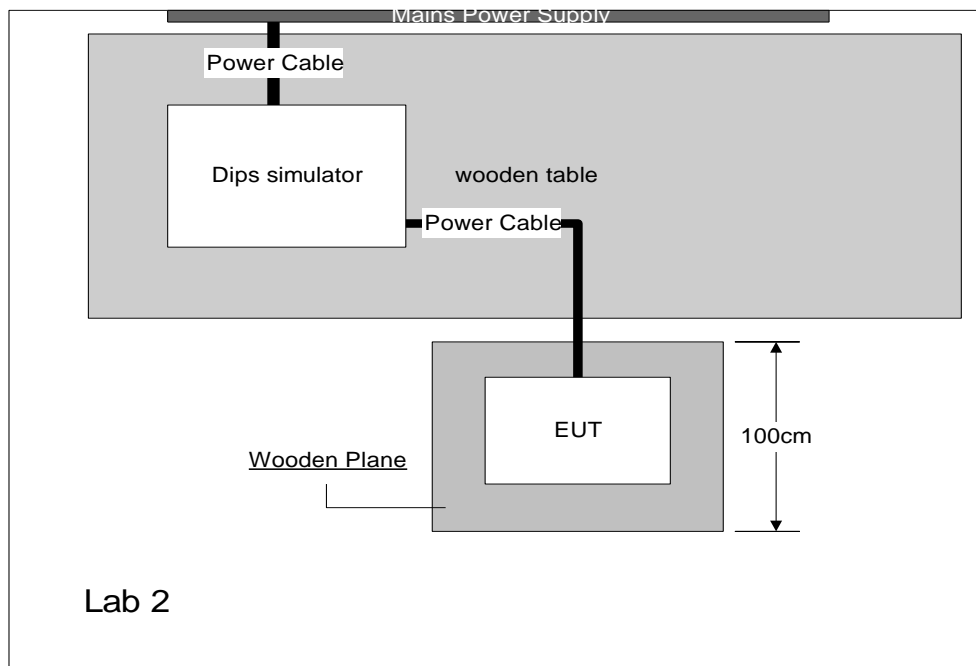 Mains Power Supply
Power Cable
Dips simulator
wooden table
Power Cable
EUT
100cm
Wooden Plane
Lab 2